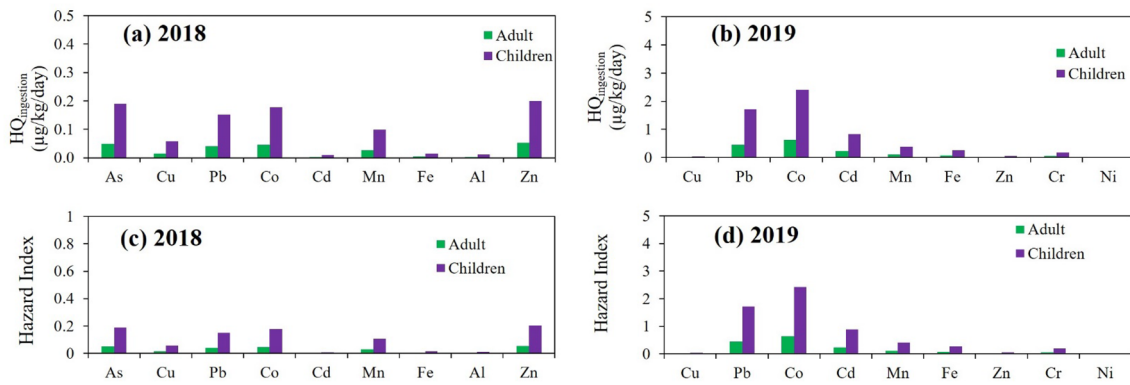 (a) 2018
Adult
Children
HQingestion
(µg/kg/day)
0.5
0.4
0.3
0.2
0.1
0.0
As Cu Pb Co Cd Mn Fe Al Zn
(b) 2019
Adult
Children
HQingestion
(µg/kg/day)
5
4
3
2
1
0
Cu Pb Co Cd Mn Fe Zn Cr Ni
(c) 2018
Adult
Children
Hazard Index
1
0.8
0.6
0.4
0.2
0
As Cu Pb Co Cd Mn Fe Al Zn
(d) 2019
Adult
Children
Hazard Index
5
4
3
2
1
0
Cu Pb Co Cd Mn Fe Zn Cr Ni